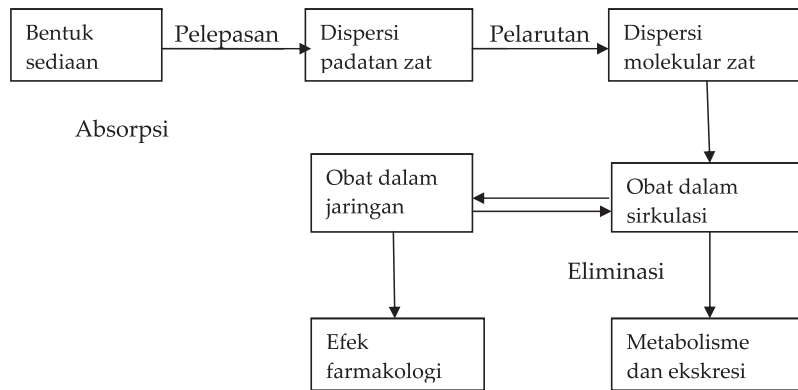 Bentuk
sediaan
Pelepasan
Dispersi
padatan zat
Pelarutan
Dispersi
molekular zat
Absorpsi
Obat dalam
jaringan
Obat dalam
sirkulasi
Eliminasi
Efek
farmakologi
Metabolisme
dan ekskresi